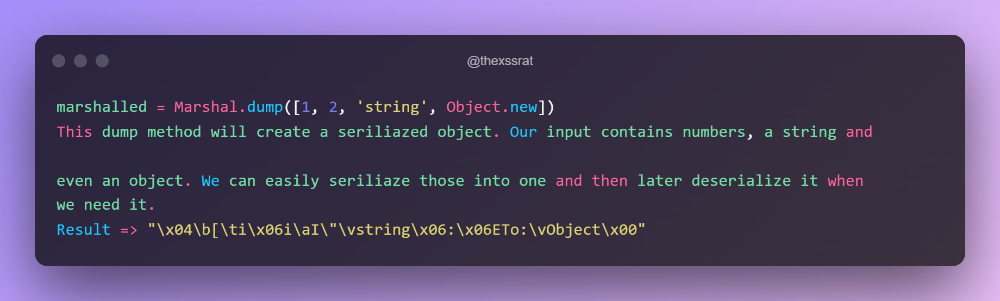 @thexssrat
marshalled = Marshal.dump([1, 2, 'string', Object.new])
This dump method will create a seriliazed object. Our input contains numbers, a string and
even an object. We can easily seriliaze those into one and then later deserialize it when
we need it.
Result => "\x04\b[\ti\x06i\aI\"\vstring\x06:\x06ETo:\vObject\x00"